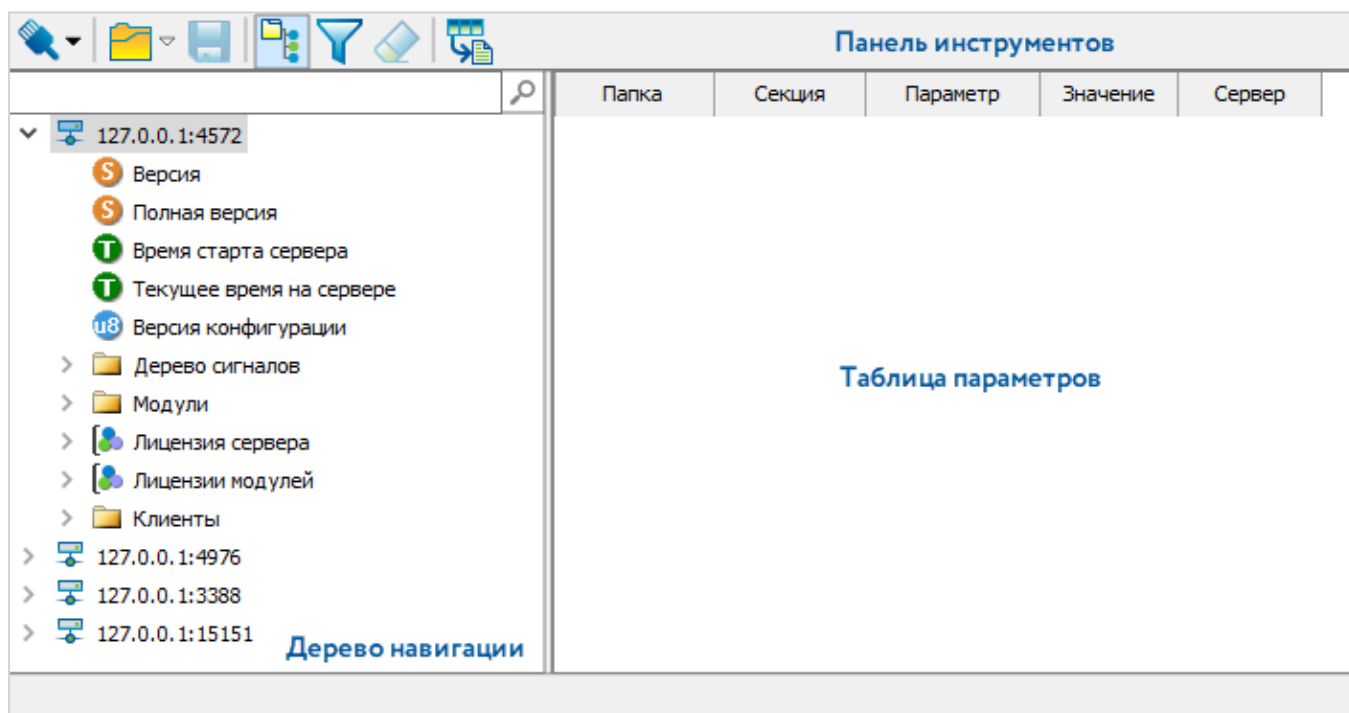 Панель инструментов
Папка Секция Параметр Значение Сервер
127.0.0.1:4572
S Версия
S Полная версия
T Время старта сервера
T Текущее время на сервере
u8 Версия конфигурации
Дерево сигналов
Модули
Лицензия сервера
Лицензии модулей
Клиенты
127.0.0.1:4976
127.0.0.1:3388
127.0.0.1:15151
Дерево навигации
Таблица параметров